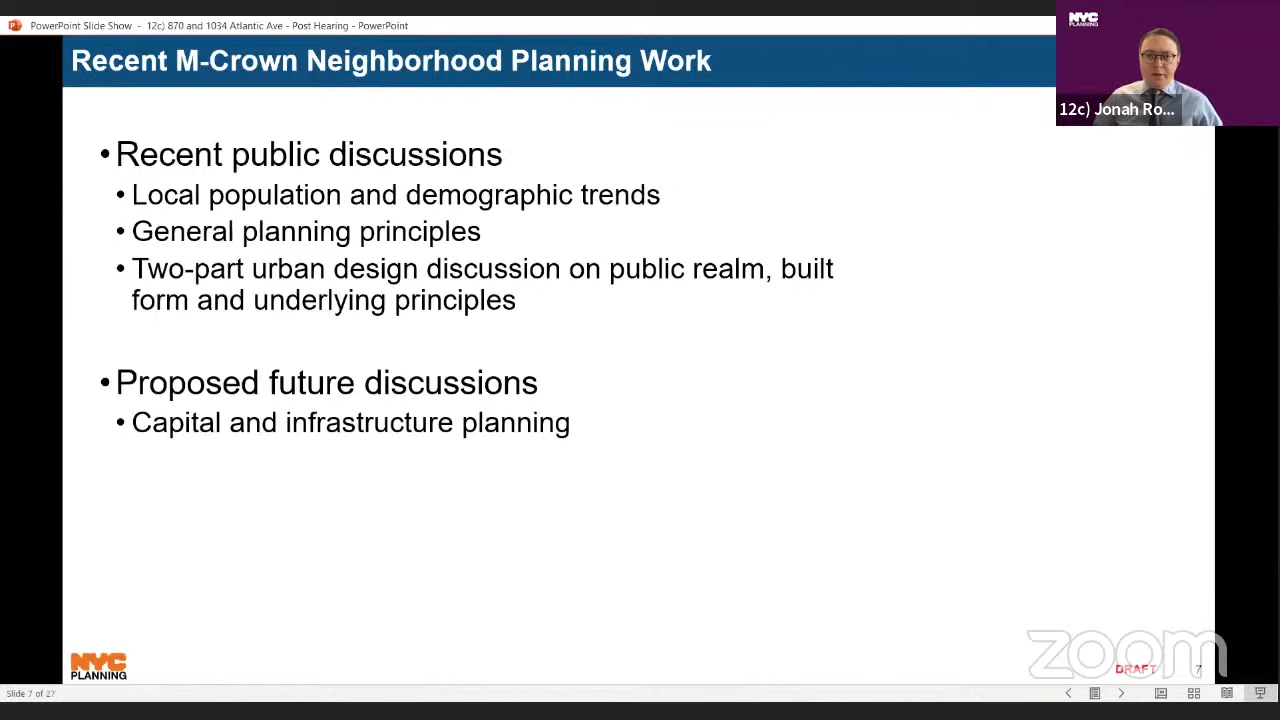 PowerPoint Slide Show - 12c) 870 and 1034 Atlantic Ave - Post Hearing - PowerPoint
NYC
PLANNING
Recent M-Crown Neighborhood Planning Work
12c) Jonah Ro...
•Recent public discussions
•Local population and demographic trends
•General planning principles
•Two-part urban design discussion on public realm, built
form and underlying principles
•Proposed future discussions
•Capital and infrastructure planning
NYC
PLANNING
zoom
DRAFT
7
Slide 7 of 27